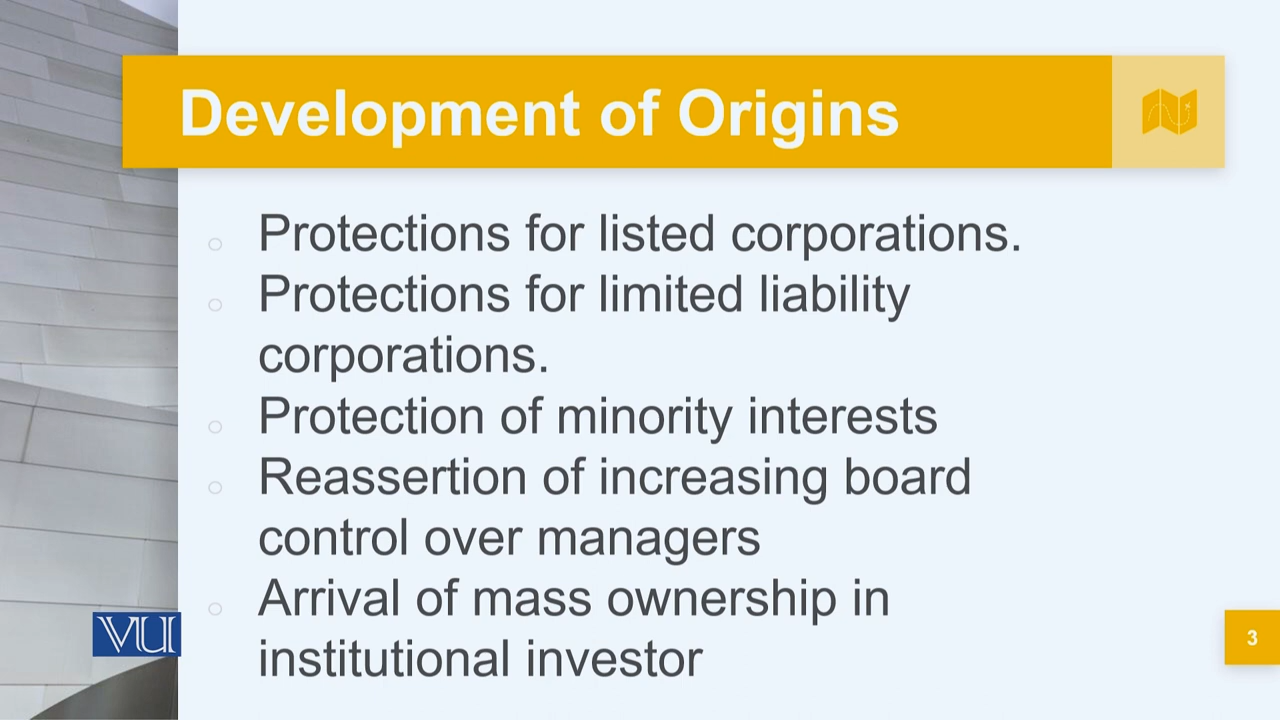 Development of Origins
Protections for listed corporations.
Protections for limited liability
corporations.
Protection of minority interests
Reassertion of increasing board
control over managers
Arrival of mass ownership in
institutional investor
VU
3